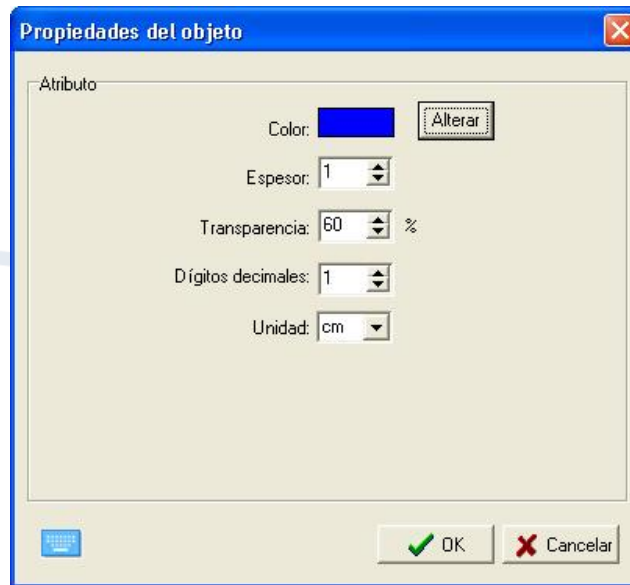 Propiedades del objeto
Atributo
Color: Alterar
Espesor: 1
Transparencia: 60 %
Dígitos decimales: 1
Unidad: cm
OK Cancelar